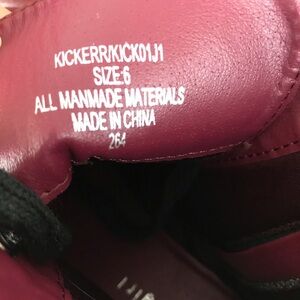 KICKERR/KICK01J1
SIZE:6
ALL MANMADE MATERIALS
MADE IN CHINA
264